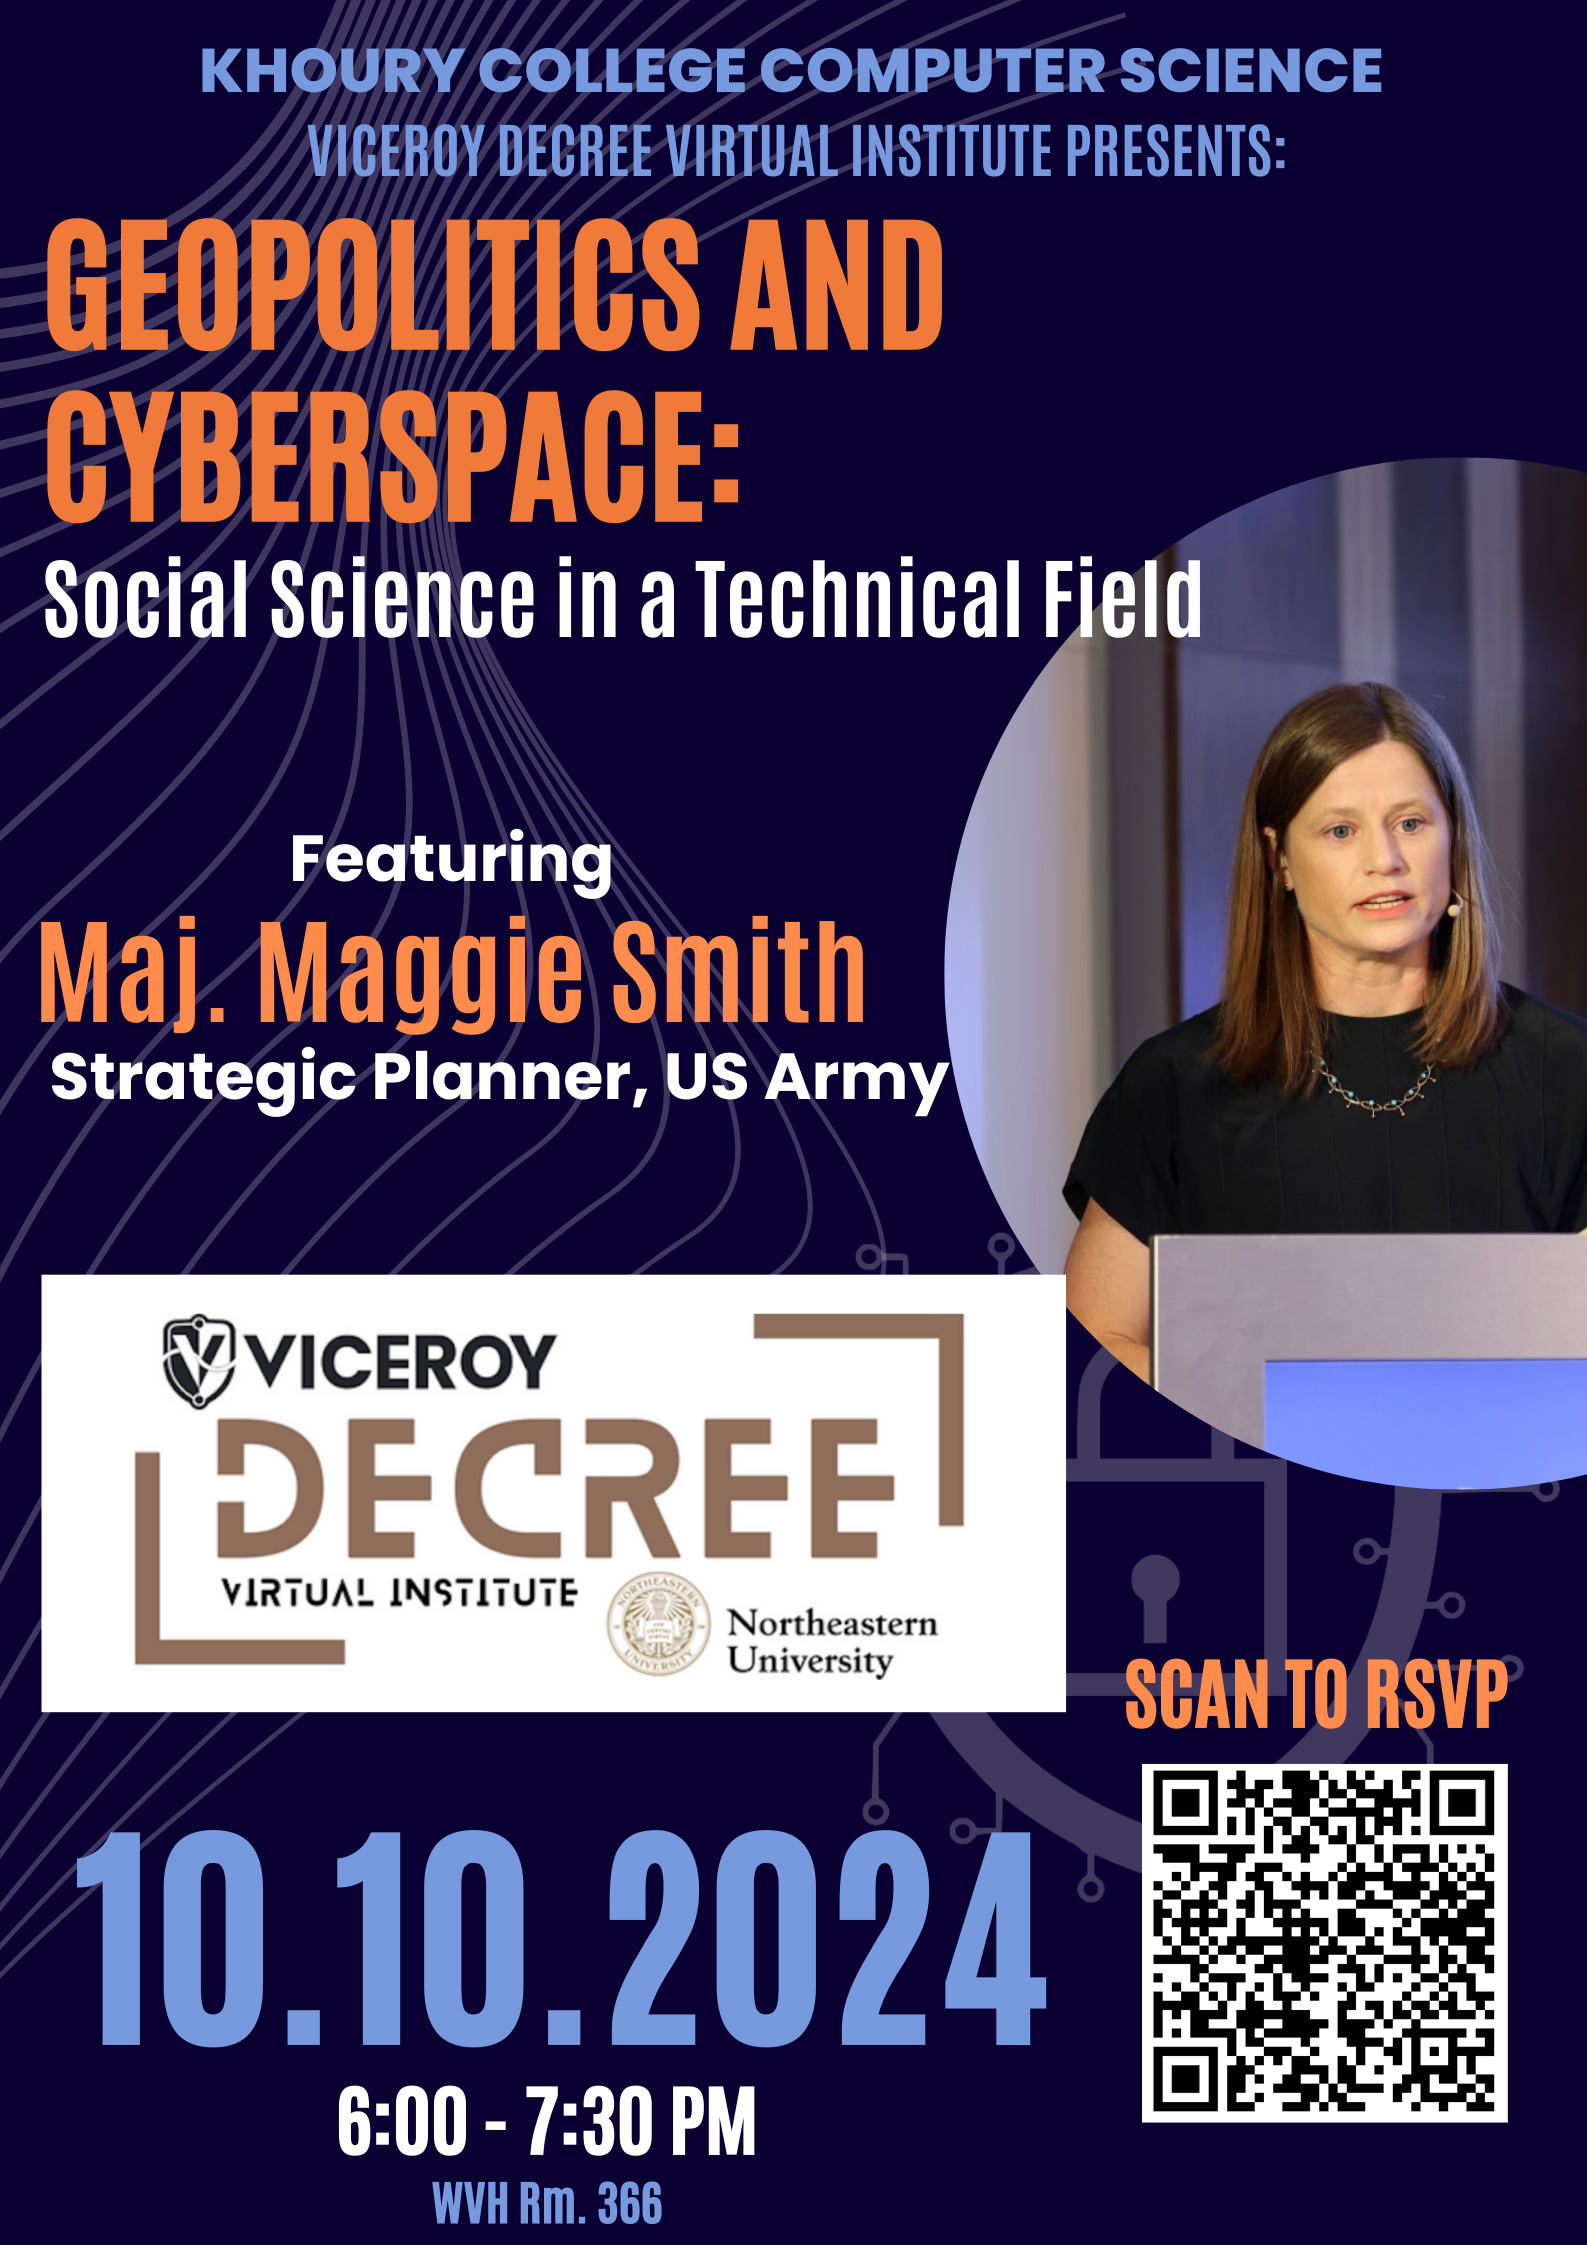 KHOURY COLLEGE COMPUTER SCIENCE
VICEROY DECREE VIRTUAL INSTITUTE PRESENTS:
GEOPOLITICS AND
CYBERSPACE:
Social Science in a Technical Field
Featuring
Maj. Maggie Smith
Strategic Planner, US Army
VICEROY
DECREE
VIRTUAL INSTITUTE
NORTHEASTERN
UNIVERSITY
Northeastern
University
SCAN TO RSVP
10.10.2024
6:00 - 7:30 PM
WVH Rm. 366